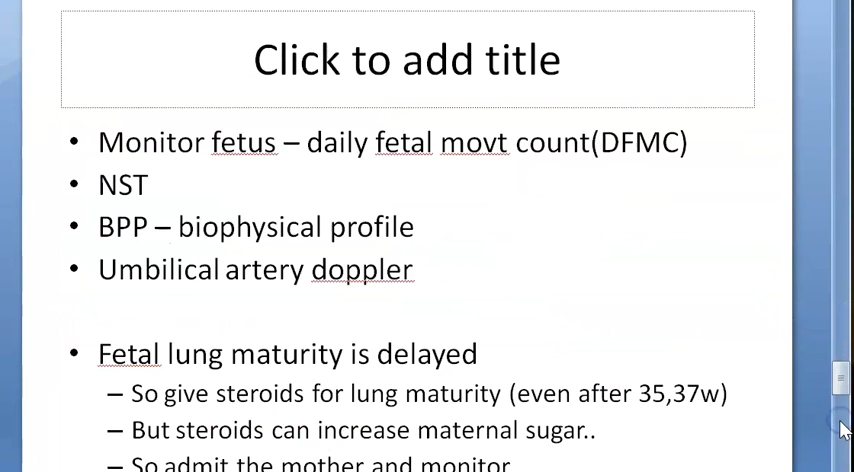 Click to add title
• Monitor fetus – daily fetal movt count(DFMC)
• NST
• BPP – biophysical profile
• Umbilical artery doppler
• Fetal lung maturity is delayed
– So give steroids for lung maturity (even after 35,37w)
– But steroids can increase maternal sugar..
– So admit the mother and monitor